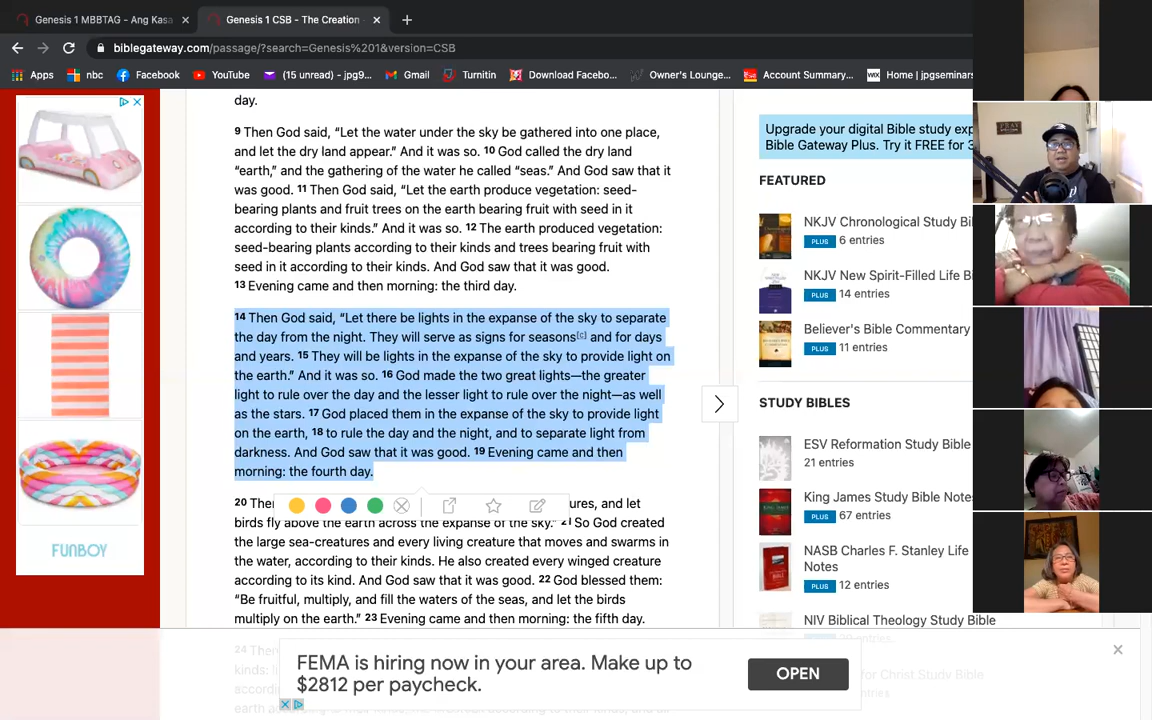 Genesis 1 MBBTAG - Ang Kasa
Genesis 1 CSB - The Creation -
biblegateway.com/passage/?search=Genesis%201&version=CSB
Apps nbc Facebook YouTube (15 unread) - jpg9... Gmail Turnitin Download Facebo... Owner's Lounge... Account Summary... Home | jpgseminars
day.
9 Then God said, “Let the water under the sky be gathered into one place,
and let the dry land appear.” And it was so. 10 God called the dry land
“earth,” and the gathering of the water he called “seas.” And God saw that it
was good. 11 Then God said, “Let the earth produce vegetation: seed-
bearing plants and fruit trees on the earth bearing fruit with seed in it
according to their kinds.” And it was so. 12 The earth produced vegetation:
seed-bearing plants according to their kinds and trees bearing fruit with
seed in it according to their kinds. And God saw that it was good.
13 Evening came and then morning: the third day.
14 Then God said, “Let there be lights in the expanse of the sky to separate
the day from the night. They will serve as signs for seasons[c] and for days
and years. 15 They will be lights in the expanse of the sky to provide light on
the earth.” And it was so. 16 God made the two great lights—the greater
light to rule over the day and the lesser light to rule over the night—as well
as the stars. 17 God placed them in the expanse of the sky to provide light
on the earth, 18 to rule the day and the night, and to separate light from
darkness. And God saw that it was good. 19 Evening came and then
morning: the fourth day.
20 Then ures, and let
birds fly above the earth across the expanse of the sky.” 21 So God created
the large sea-creatures and every living creature that moves and swarms in
the water, according to their kinds. He also created every winged creature
according to its kind. And God saw that it was good. 22 God blessed them:
“Be fruitful, multiply, and fill the waters of the seas, and let the birds
multiply on the earth.” 23 Evening came and then morning: the fifth day.
FUNBOY
Upgrade your digital Bible study exp
Bible Gateway Plus. Try it FREE for 3
FEATURED
NKJV Chronological Study Bi
PLUS 6 entries
NKJV New Spirit-Filled Life B
PLUS 14 entries
Believer's Bible Commentary
PLUS 11 entries
STUDY BIBLES
ESV Reformation Study Bible
21 entries
King James Study Bible Notes
PLUS 67 entries
NASB Charles F. Stanley Life
Notes
PLUS 12 entries
NIV Biblical Theology Study Bible
for Christ Study Bible
FEMA is hiring now in your area. Make up to
$2812 per paycheck.
OPEN
PRAY